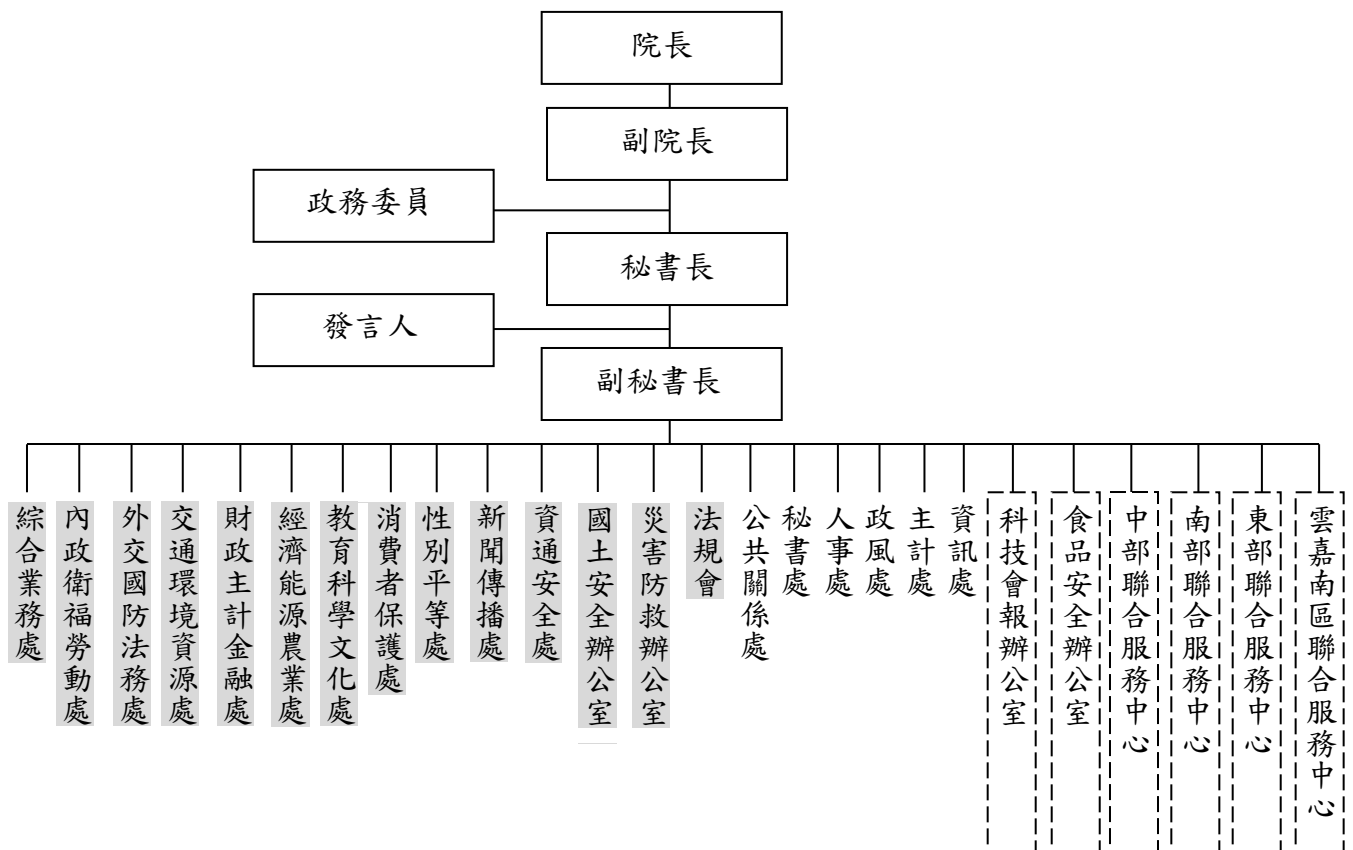 院長
副院長
政務委員
秘書長
發言人
副秘書長
綜合業務處
內政衛福勞動處
外交國防法務處
交通環境資源處
財政主計金融處
經濟能源農業處
教育科學文化處
消費者保護處
性別平等處
新聞傳播處
資通安全處
國土安全辦公室
災害防救辦公室
法規會
公共關係處
秘書處
人事處
政風處
主計處
資訊處
科技會報辦公室
食品安全辦公室
中部聯合服務中心
南部聯合服務中心
東部聯合服務中心
雲嘉南區聯合服務中心